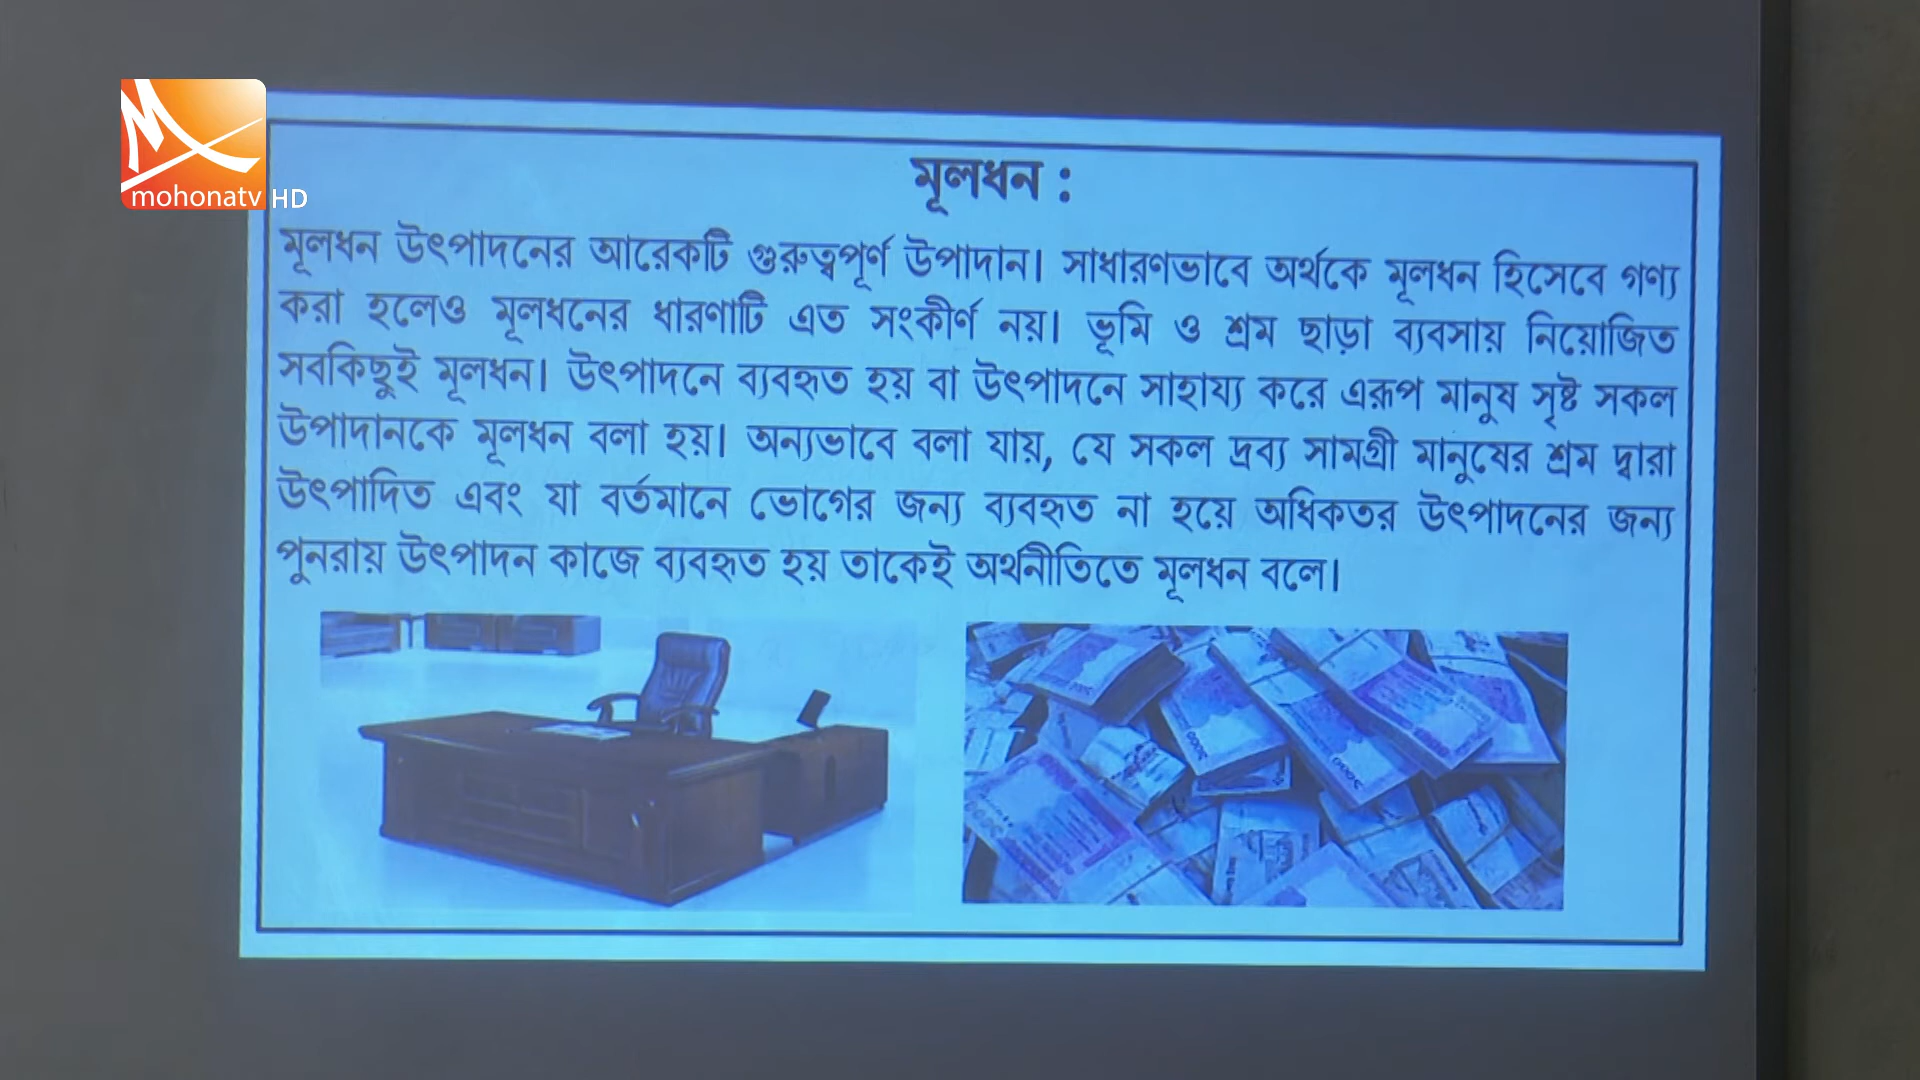 mohonatv HD
মূলধন :
মূলধন উৎপাদনের আরেকটি গুরুত্বপূর্ণ উপাদান। সাধারণভাবে অর্থকে মূলধন হিসেবে গণ্য
করা হলেও মূলধনের ধারণাটি এত সংকীর্ণ নয়। ভূমি ও শ্রম ছাড়া ব্যবসায় নিয়োজিত
সবকিছুই মূলধন। উৎপাদনে ব্যবহৃত হয় বা উৎপাদনে সাহায্য করে এরূপ মানুষ সৃষ্ট সকল
উপাদানকে মূলধন বলা হয়। অন্যভাবে বলা যায়, যে সকল দ্রব্য সামগ্রী মানুষের শ্রম দ্বারা
উৎপাদিত এবং যা বর্তমানে ভোগের জন্য ব্যবহৃত না হয়ে অধিকতর উৎপাদনের জন্য
পুনরায় উৎপাদন কাজে ব্যবহৃত হয় তাকেই অর্থনীতিতে মূলধন বলে।